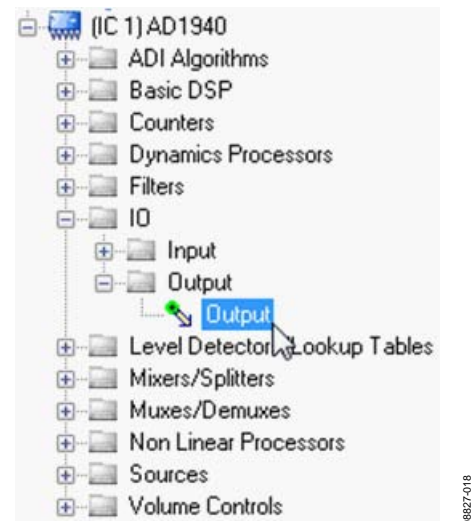 (IC 1) AD1940
ADI Algorithms
Basic DSP
Counters
Dynamics Processors
Filters
IO
Input
Output
Output
Level Detectors Lookup Tables
Mixers/Splitters
Muxes/Demuxes
Non Linear Processors
Sources
Volume Controls
08827-018